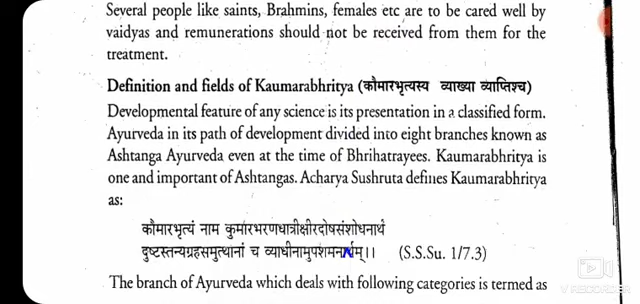 Several people like saints, Brahmins, females etc are to be cared well by
vaidyas and remunerations should not be received from them for the
treatment.
Definition and fields of Kaumarabhritya (कौमारभृत्यस्य व्याख्या व्याप्तिश्च)
Developmental feature of any science is its presentation in a classified form.
Ayurveda in its path of development divided into eight branches known as
Ashtanga Ayurveda even at the time of Bhrihatrayees. Kaumarabhritya is
one and important of Ashtangas. Acharya Sushruta defines Kaumarabhritya
as:
कौमारभृत्यं नाम कुमारभरणधात्रीक्षीरदोषसंशोधनार्थं
दुष्टस्तन्यग्रहसमुत्थानां च व्याधीनामुपशमनार्थम्।। (S.S.Su. 1/7.3)
The branch of Ayurveda which deals with following categories is termed as
V RECORDER